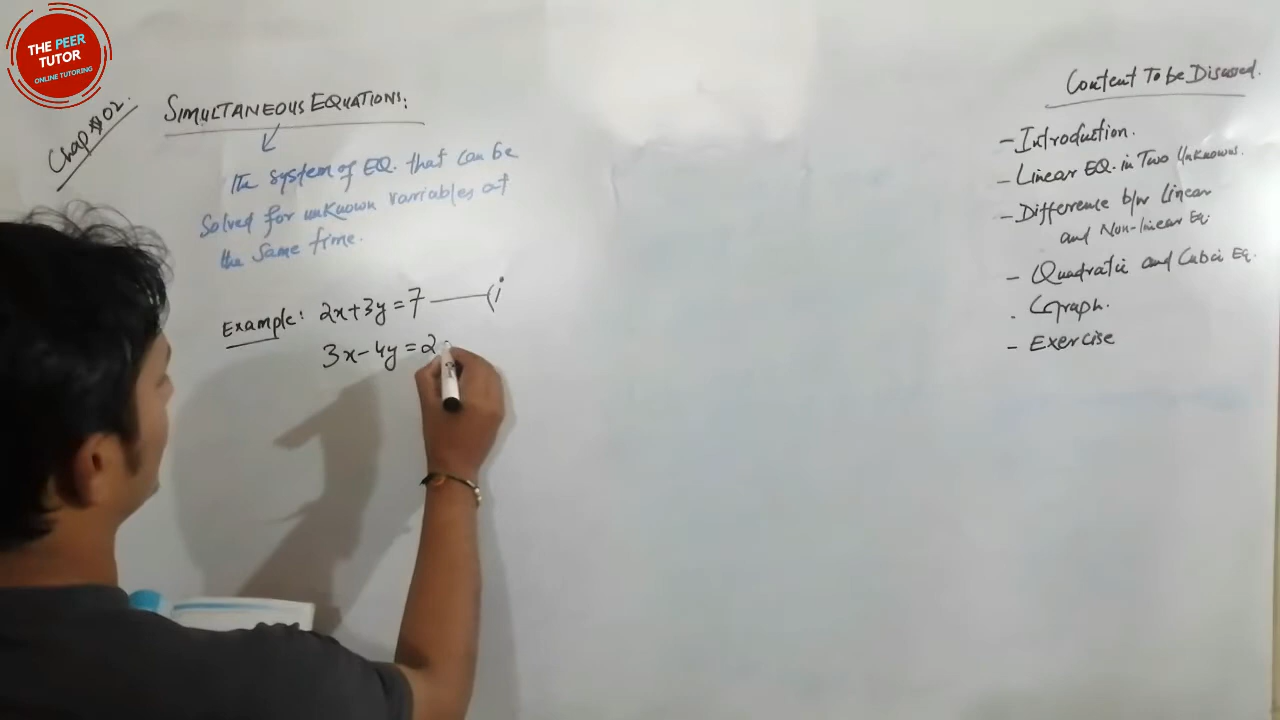 THE PEER
TUTOR
ONLINE TUTORING
Chap # 02.
SIMULTANEOUS EQUATIONS:
The system of EQ. that can be
Solved for unknown variables at
the same time.
Example: 2x+3y=7 —(i
3x-4y=2
Content To be Discussed.
- Introduction.
- Linear EQ. in Two Unknowns.
- Difference b/w Linear
and Non-linear Eq.
- Quadratic and Cubic Eq.
. Graph.
- Exercise